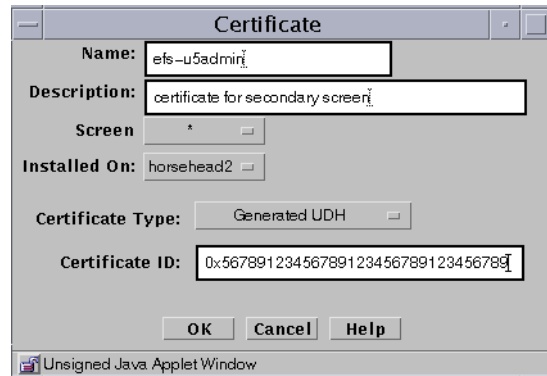 Certificate
Name: efs-u5admin
Description: certificate for secondary screen
Screen *
Installed On: horsehead2
Certificate Type: Generated UDH
Certificate ID: 0x56789123456789123456789123456789
OK Cancel Help
Unsigned Java Applet Window